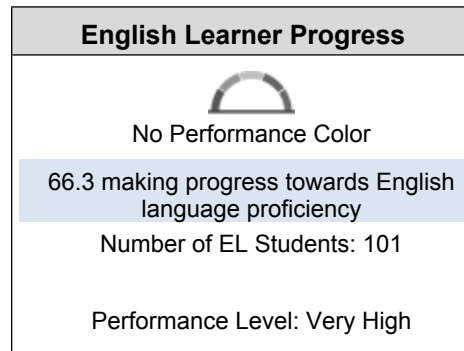 English Learner Progress
No Performance Color
66.3 making progress towards English
language proficiency
Number of EL Students: 101
Performance Level: Very High